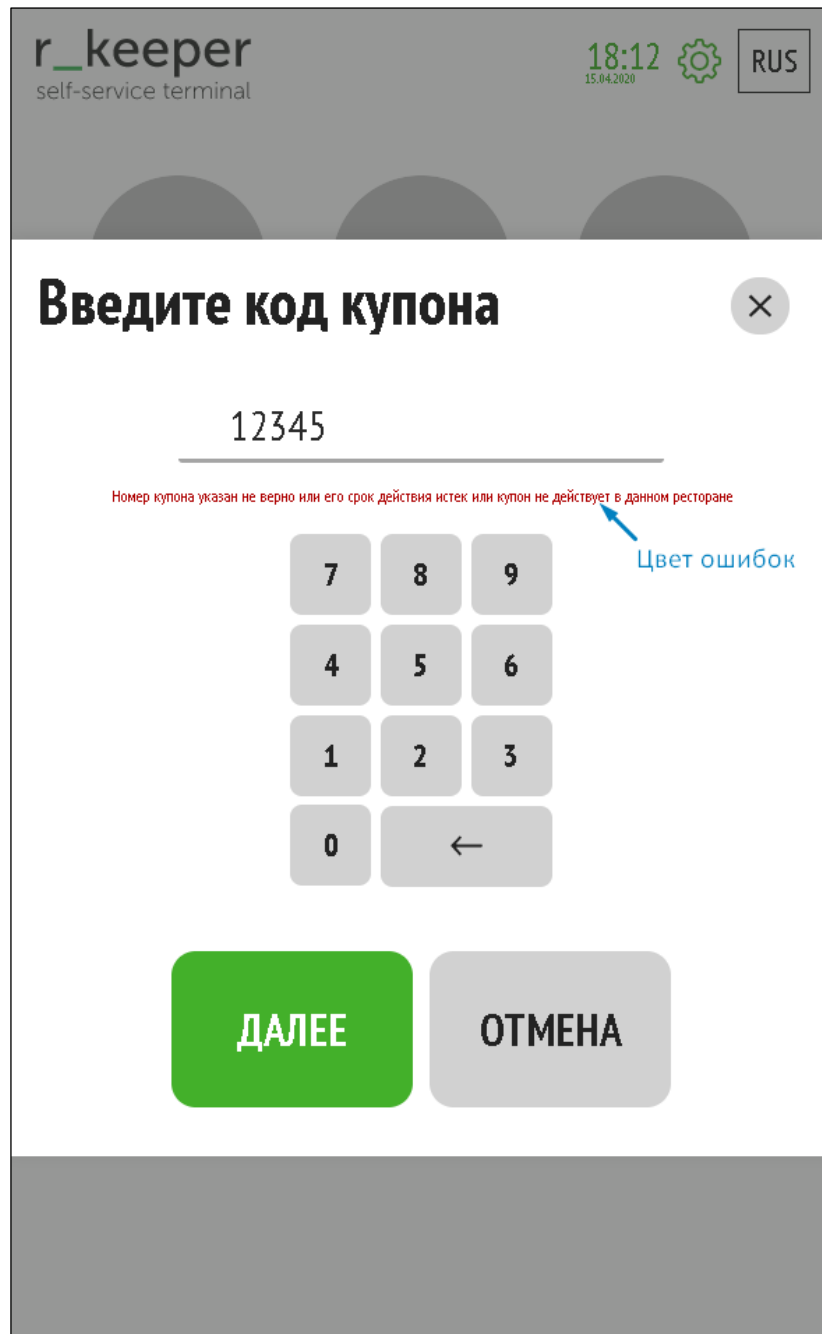 r_keeper
self-service terminal
18:12
15.04.2020
RUS
Введите код купона
12345
Номер купона указан не верно или его срок действия истек или купон не действует в данном ресторане
Цвет ошибок
7 8 9
4 5 6
1 2 3
0
ДАЛЕЕ ОТМЕНА